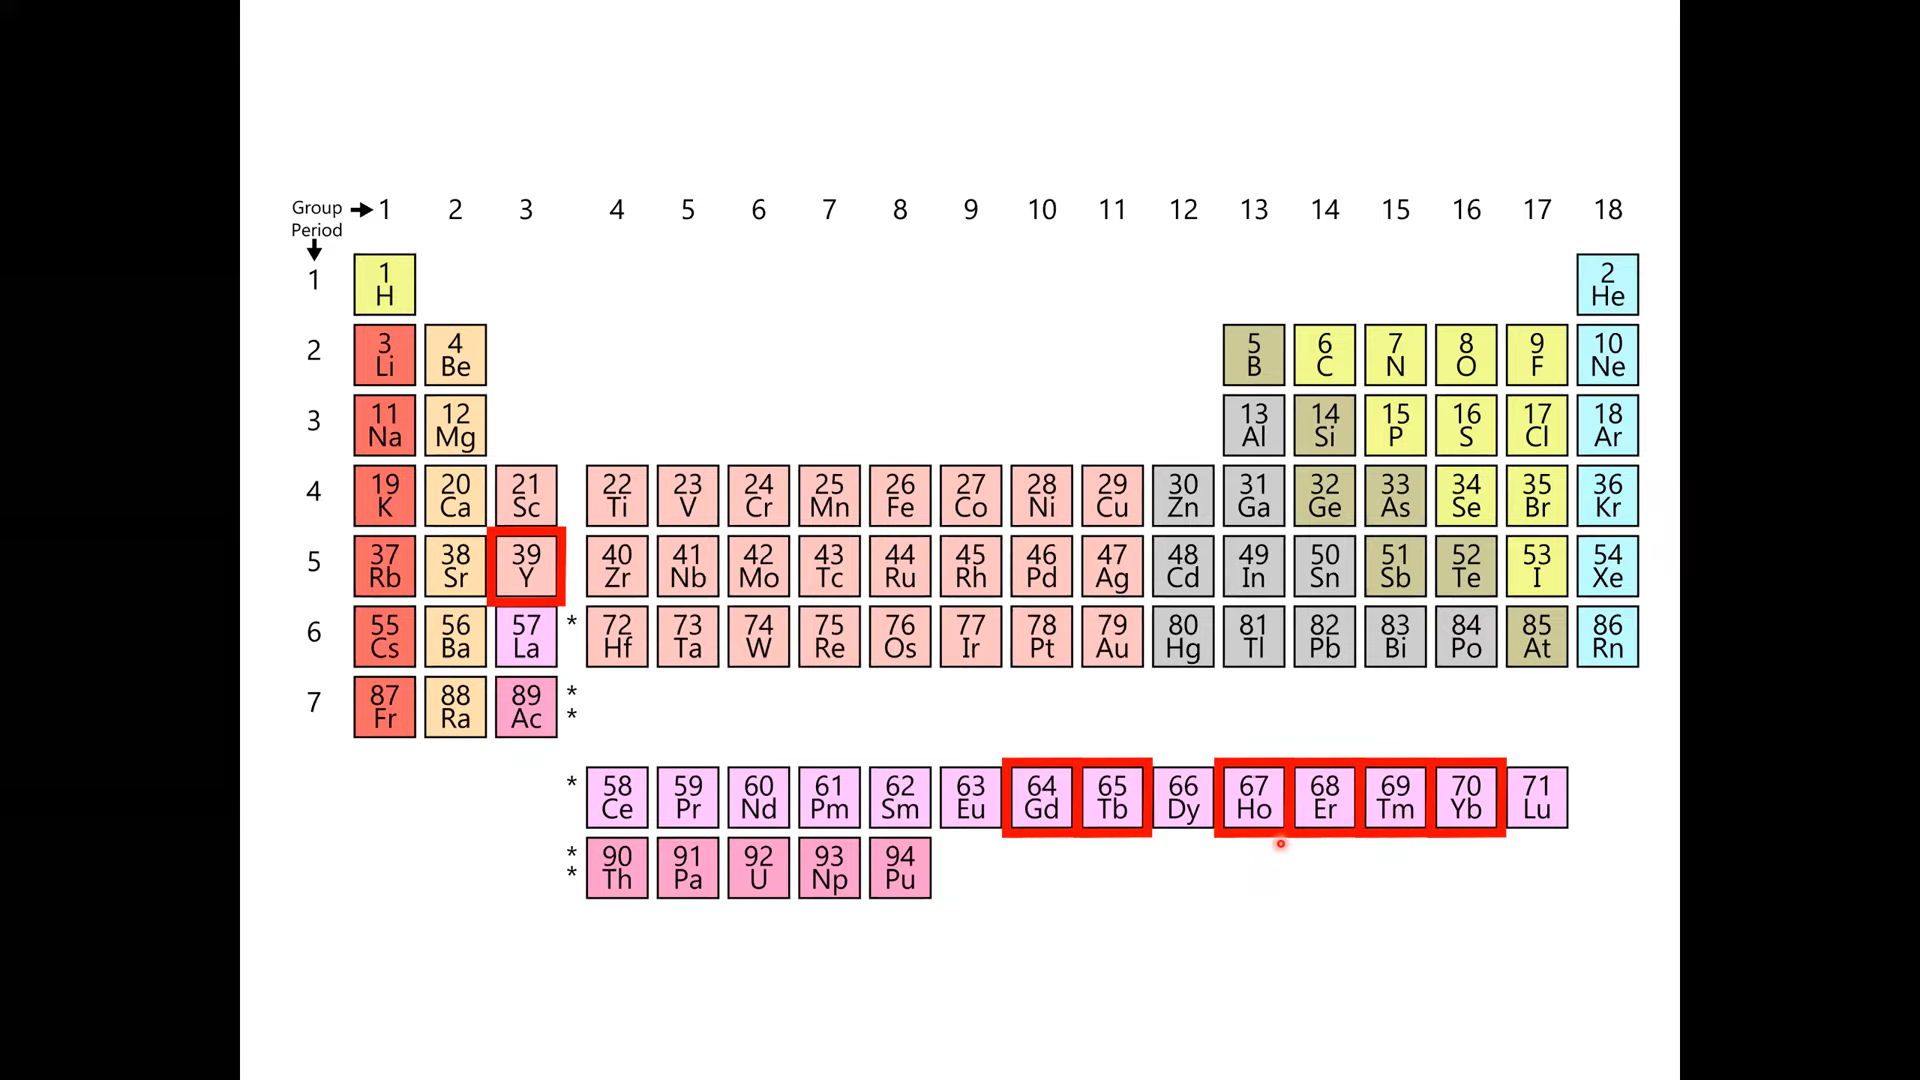 Group 1 2 3 4 5 6 7 8 9 10 11 12 13 14 15 16 17 18
Period
1
1 2
H He
2
3 4 5 6 7 8 9 10
Li Be B C N O F Ne
3
11 12 13 14 15 16 17 18
Na Mg Al Si P S Cl Ar
4
19 20 21 22 23 24 25 26 27 28 29 30 31 32 33 34 35 36
K Ca Sc Ti V Cr Mn Fe Co Ni Cu Zn Ga Ge As Se Br Kr
5
37 38 39 40 41 42 43 44 45 46 47 48 49 50 51 52 53 54
Rb Sr Y Zr Nb Mo Tc Ru Rh Pd Ag Cd In Sn Sb Te I Xe
6
55 56 57 * 72 73 74 75 76 77 78 79 80 81 82 83 84 85 86
Cs Ba La Hf Ta W Re Os Ir Pt Au Hg Tl Pb Bi Po At Rn
7
87 88 89 *
Fr Ra Ac *
* 58 59 60 61 62 63 64 65 66 67 68 69 70 71
Ce Pr Nd Pm Sm Eu Gd Tb Dy Ho Er Tm Yb Lu
* 90 91 92 93 94
* Th Pa U Np Pu